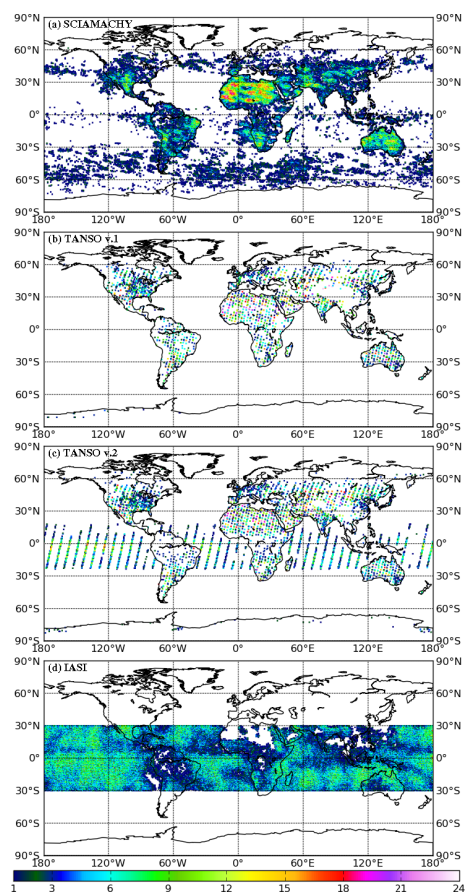 90°N 90°N
(a) SCIAMACHY
60°N 60°N
30°N 30°N
0° 0°
30°S 30°S
60°S 60°S
90°S 90°S
180°W 120°W 60°W 0° 60°E 120°E 180°W
90°N 90°N
(b) TANSO v.1
60°N 60°N
30°N 30°N
0° 0°
30°S 30°S
60°S 60°S
90°S 90°S
180°W 120°W 60°W 0° 60°E 120°E 180°W
90°N 90°N
(c) TANSO v.2
60°N 60°N
30°N 30°N
0° 0°
30°S 30°S
60°S 60°S
90°S 90°S
180°W 120°W 60°W 0° 60°E 120°E 180°W
90°N 90°N
(d) IASI
60°N 60°N
30°N 30°N
0° 0°
30°S 30°S
60°S 60°S
90°S 90°S
180°W 120°W 60°W 0° 60°E 120°E 180°W
1 3 6 9 12 15 18 21 24